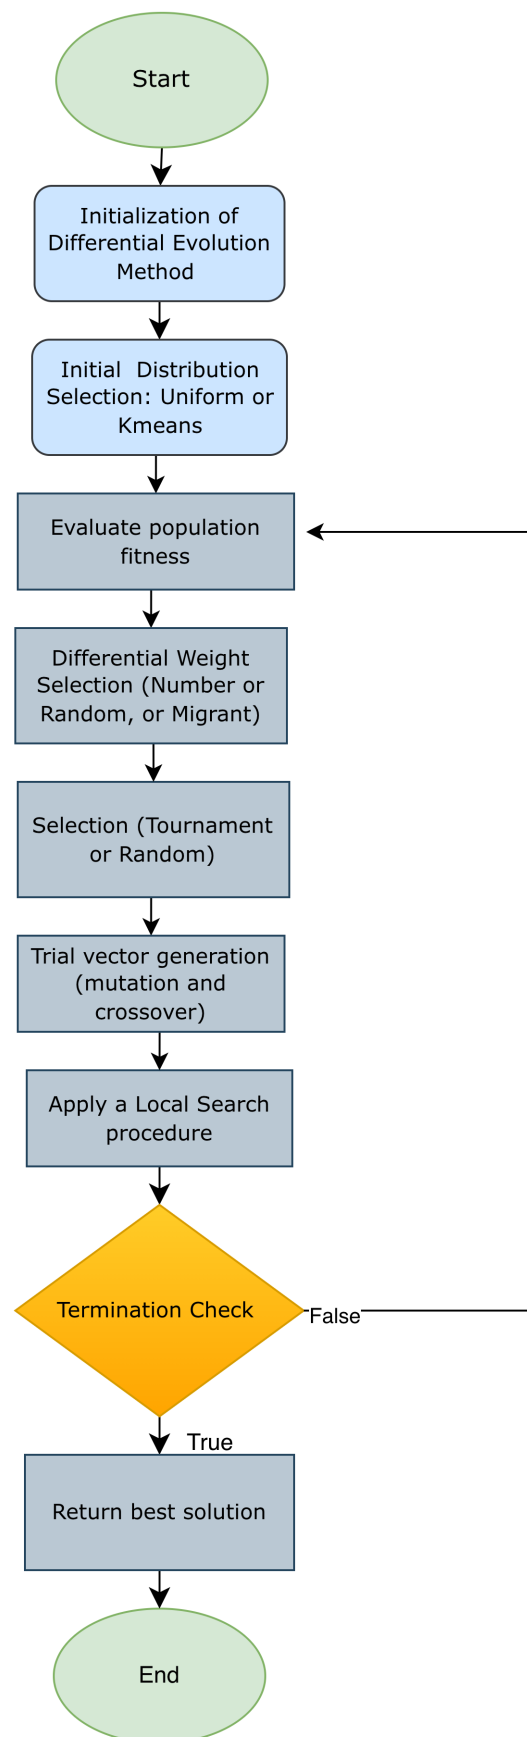 Start
Initialization of
Differential Evolution
Method
Initial  Distribution
Selection: Uniform or
Kmeans
Evaluate population
fitness
Differential Weight
Selection (Number or
Random, or Migrant)
Selection (Tournament
or Random)
Trial vector generation
(mutation and
crossover)
Apply a Local Search
procedure
Termination Check
False
True
Return best solution
End